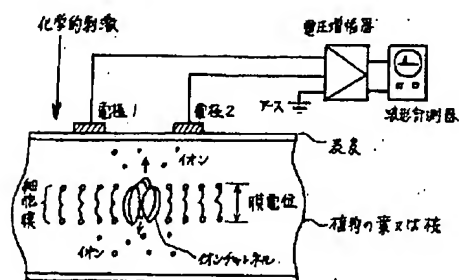 化学的刺激
電圧増幅器
電極1
電極2
アース
波形計測器
表皮
イオン
細胞膜
膜電位
植物の葉又は枝
イオン
イオンチャネル